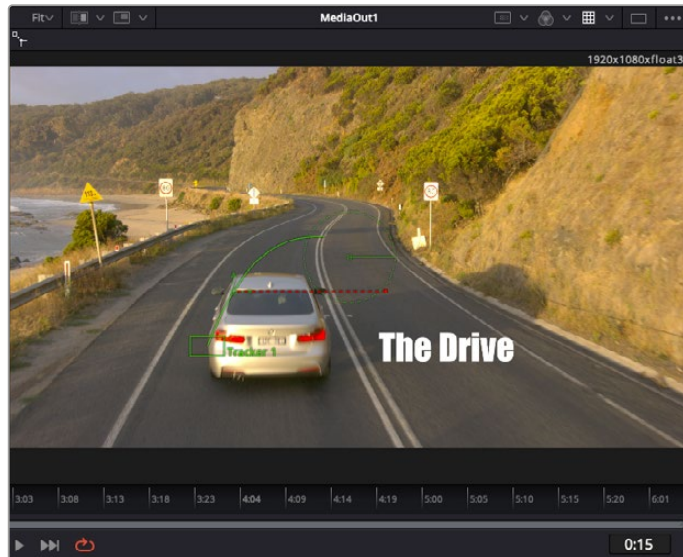 Fit MediaOut1
1920x1080xfloat3
Tracker 1
The Drive
3:03 3:08 3:13 3:18 3:23 4:04 4:09 4:14 4:19 5:00 5:05 5:10 5:15 5:20 6:01
0:15